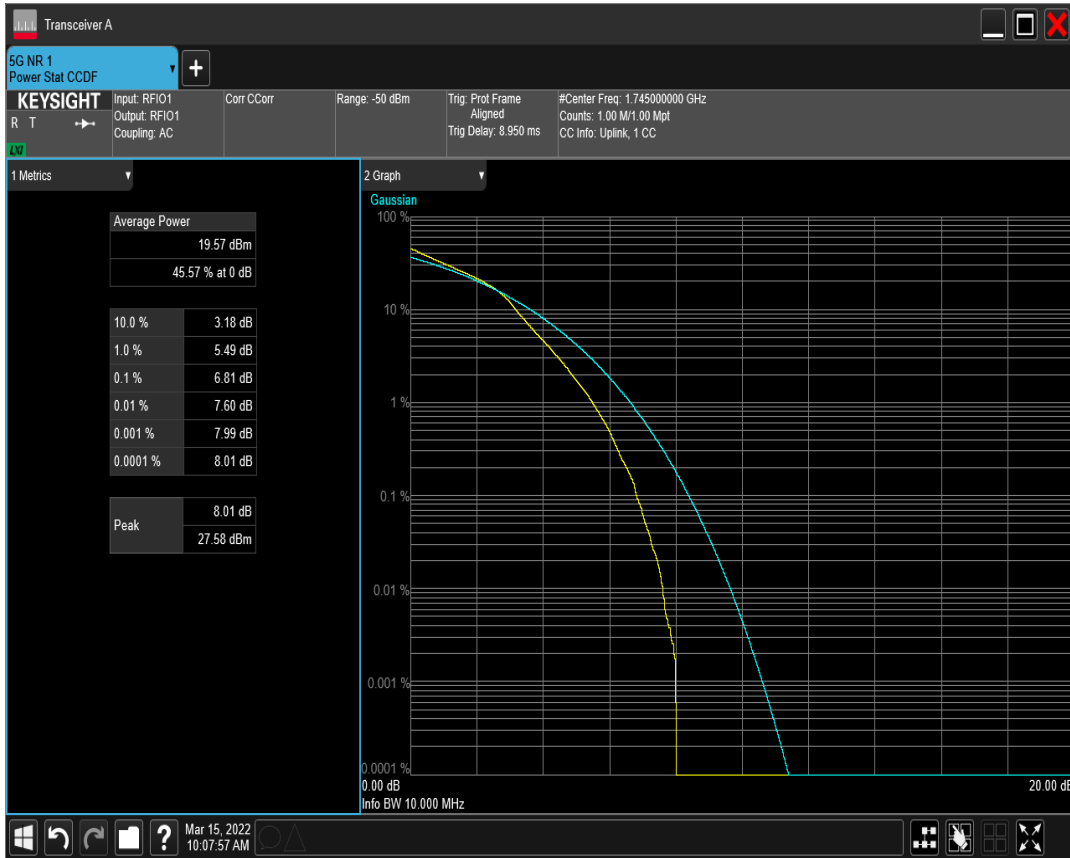 Transceiver A
5G NR 1
Power Stat CCDF
KEYSIGHT
R T
LXI
Input: RFIO1
Output: RFIO1
Coupling: AC
Corr CCorr
Range: -50 dBm
Trig: Prot Frame
Aligned
Trig Delay: 8.950 ms
#Center Freq: 1.745000000 GHz
Counts: 1.00 M/1.00 Mpt
CC Info: Uplink, 1 CC
1 Metrics
Average Power
19.57 dBm
45.57 % at 0 dB
10.0 % 3.18 dB
1.0 % 5.49 dB
0.1 % 6.81 dB
0.01 % 7.60 dB
0.001 % 7.99 dB
0.0001 % 8.01 dB
Peak
8.01 dB
27.58 dBm
2 Graph
Gaussian
100 %
10 %
1 %
0.1 %
0.01 %
0.001 %
0.0001 %
0.00 dB 20.00 dB
Info BW 10.000 MHz
?
Mar 15, 2022
10:07:57 AM